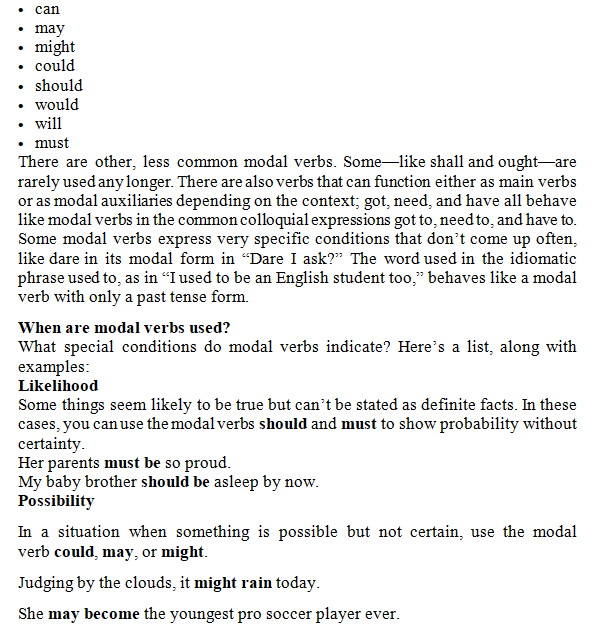 • can
• may
• might
• could
• should
• would
• will
• must
There are other, less common modal verbs. Some—like shall and ought—are
rarely used any longer. There are also verbs that can function either as main verbs
or as modal auxiliaries depending on the context; got, need, and have all behave
like modal verbs in the common colloquial expressions got to, need to, and have to.
Some modal verbs express very specific conditions that don’t come up often,
like dare in its modal form in “Dare I ask?” The word used in the idiomatic
phrase used to, as in “I used to be an English student too,” behaves like a modal
verb with only a past tense form.
When are modal verbs used?
What special conditions do modal verbs indicate? Here’s a list, along with
examples:
Likelihood
Some things seem likely to be true but can’t be stated as definite facts. In these
cases, you can use the modal verbs should and must to show probability without
certainty.
Her parents must be so proud.
My baby brother should be asleep by now.
Possibility
In a situation when something is possible but not certain, use the modal
verb could, may, or might.
Judging by the clouds, it might rain today.
She may become the youngest pro soccer player ever.